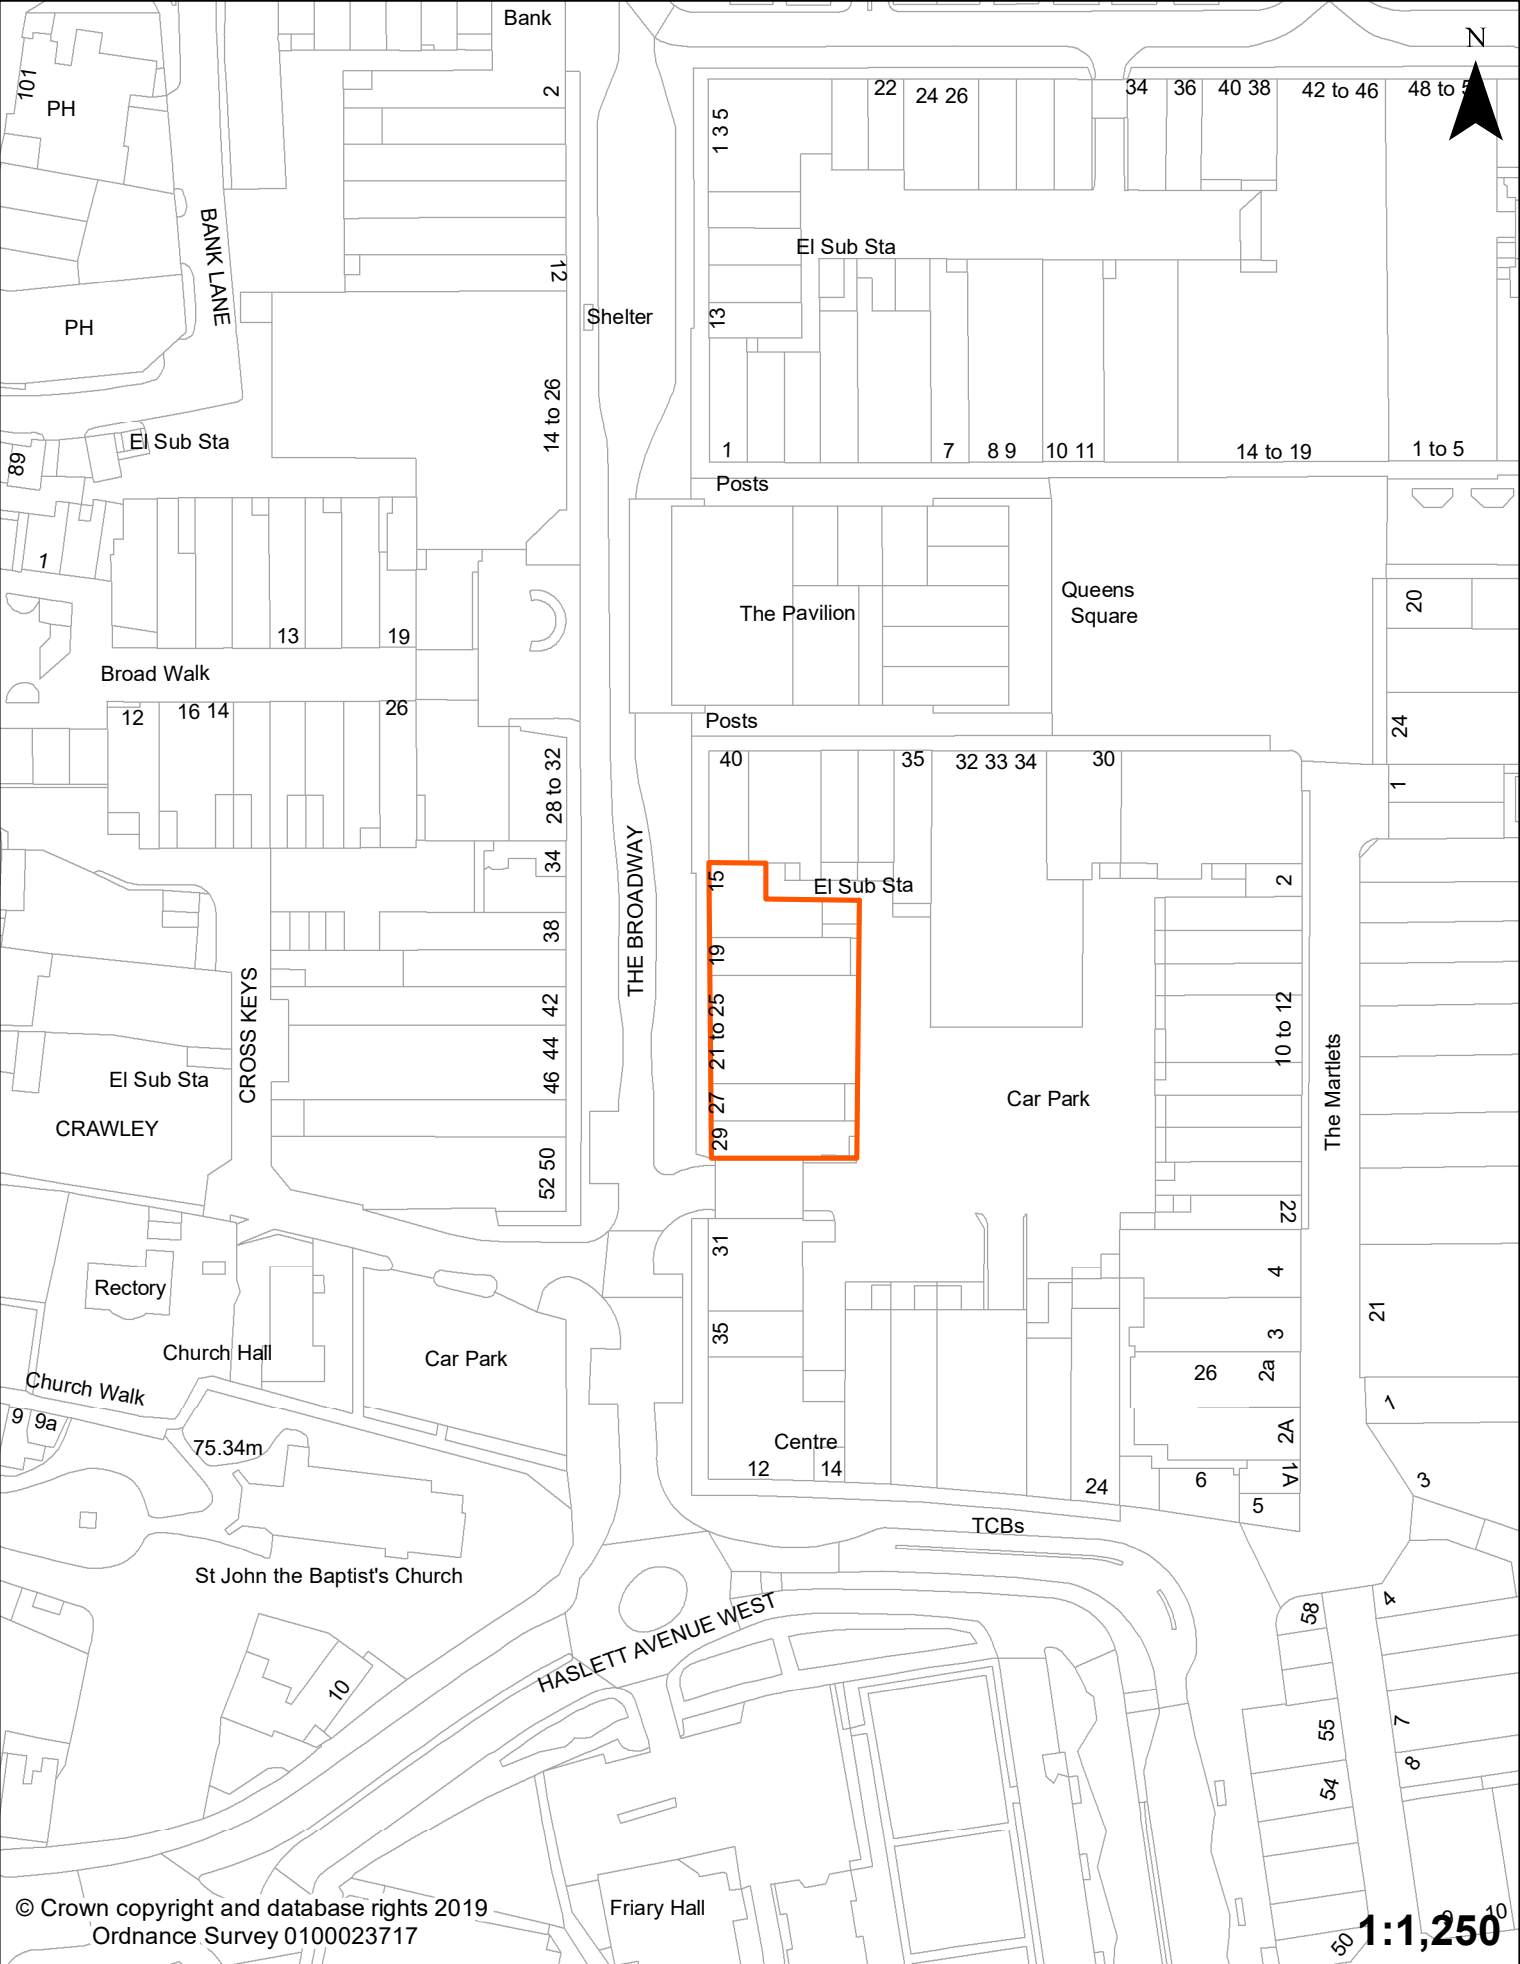 Bank
N
101
PH
2
1 3 5
22
24 26
34
36
40 38
42 to 46
48 to
BANK LANE
El Sub Sta
12
Shelter
13
PH
14 to 26
El Sub Sta
89
1
7
8 9
10 11
14 to 19
1 to 5
Posts
1
Queens
Square
20
The Pavilion
13
19
Broad Walk
12
16 14
26
Posts
24
28 to 32
40
35
32 33 34
30
1
THE BROADWAY
34
15
El Sub Sta
2
38
19
CROSS KEYS
42
21 to 25
10 to 12
44
The Martlets
El Sub Sta
46
27
Car Park
CRAWLEY
29
52 50
22
31
4
Rectory
21
35
3
Church Hall
Car Park
26
2a
Church Walk
1
9
9a
75.34m
Centre
2A
12
14
24
6
1A
3
5
TCBs
St John the Baptist's Church
HASLETT AVENUE WEST
58
4
10
55
7
54
8
© Crown copyright and database rights 2019
Ordnance Survey 0100023717
Friary Hall
9
10
50
1:1,250